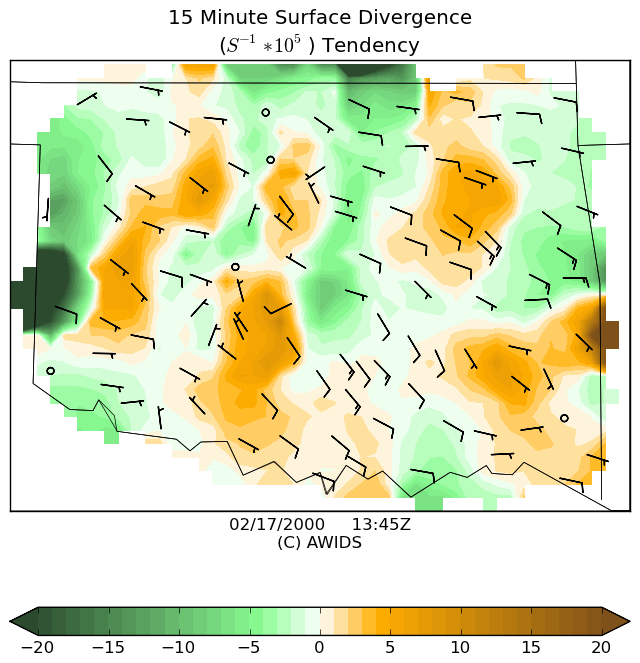 15 Minute Surface Divergence
(S⁻¹ *10⁵ ) Tendency
02/17/2000 13:45Z
(C) AWIDS
−20 −15 −10 −5 0 5 10 15 20